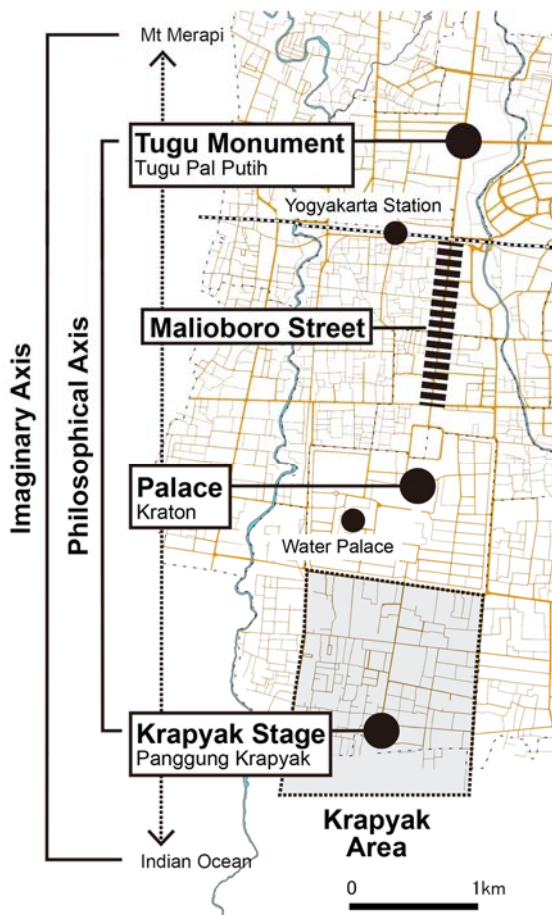 Mt Merapi
Tugu Monument
Tugu Pal Putih
Yogyakarta Station
Malioboro Street
Imaginary Axis
Philosophical Axis
Palace
Kraton
Water Palace
Krapyak Stage
Panggung Krapyak
Krapyak
Area
Indian Ocean
0 1km